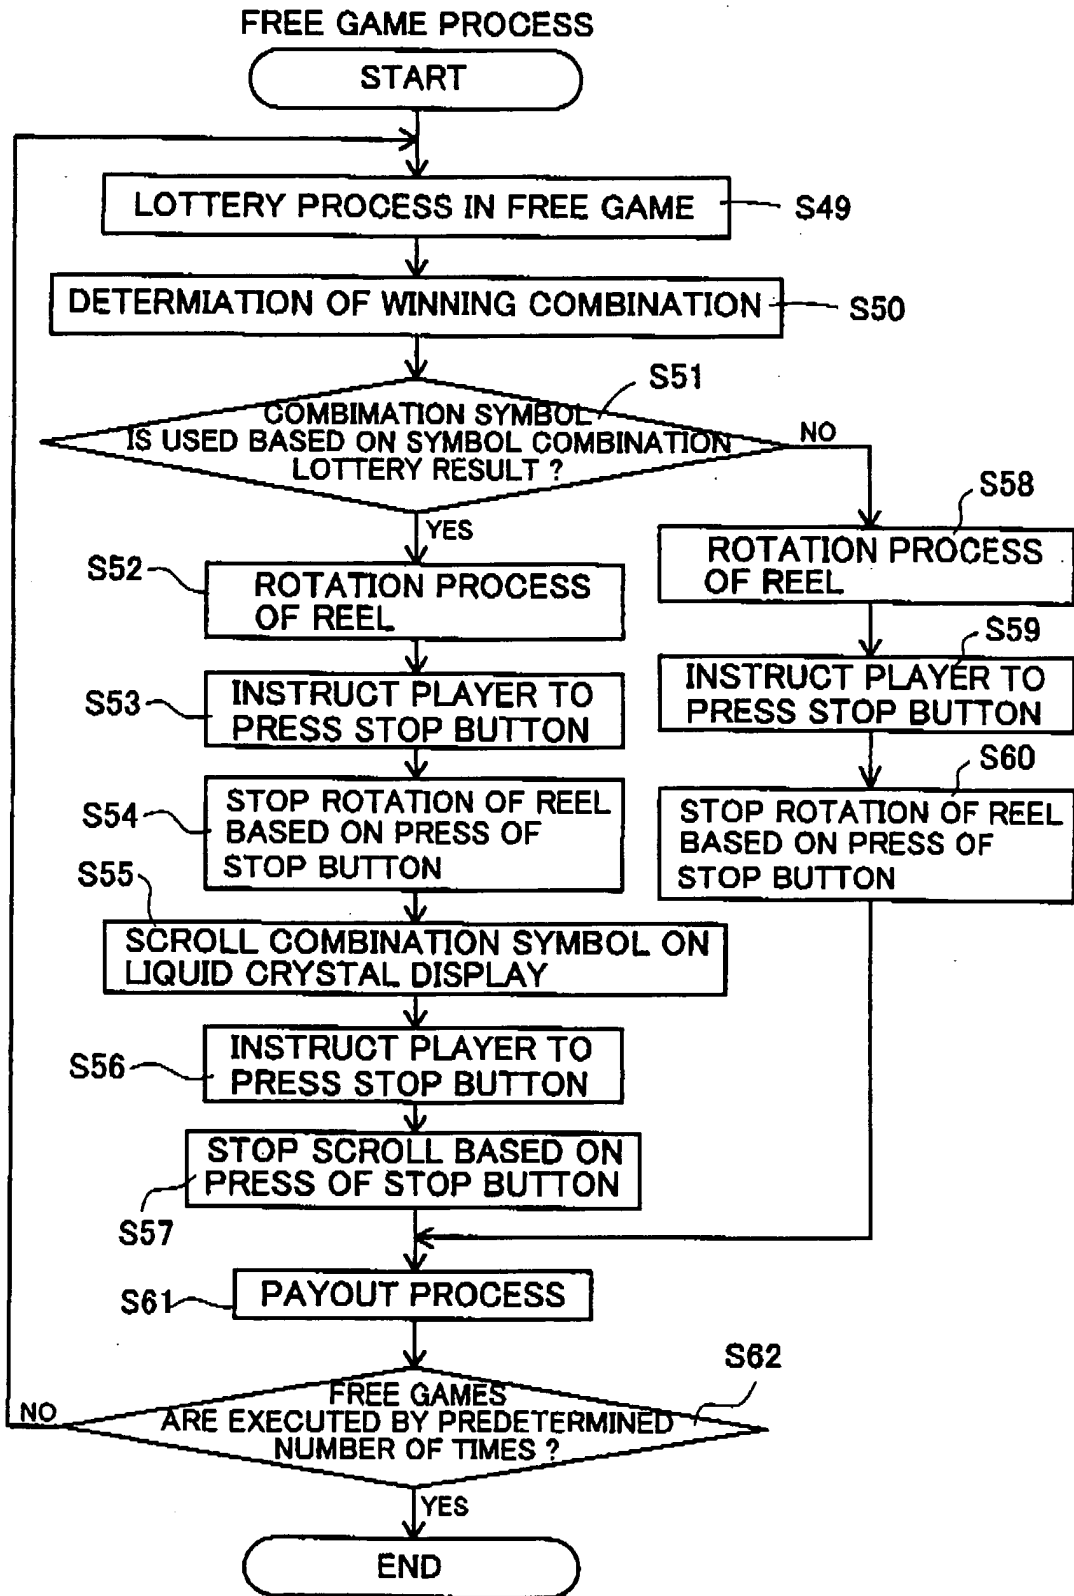 FREE GAME PROCESS
START
LOTTERY PROCESS IN FREE GAME
S49
DETERMIATION OF WINNING COMBINATION
S50
S51
COMBIMATION SYMBOL
IS USED BASED ON SYMBOL COMBINATION
LOTTERY RESULT ?
NO
YES
S52
ROTATION PROCESS
OF REEL
S53
INSTRUCT PLAYER TO
PRESS STOP BUTTON
S54
STOP ROTATION OF REEL
BASED ON PRESS OF
STOP BUTTON
S55
SCROLL COMBINATION SYMBOL ON
LIQUID CRYSTAL DISPLAY
S56
INSTRUCT PLAYER TO
PRESS STOP BUTTON
STOP SCROLL BASED ON
PRESS OF STOP BUTTON
S57
S58
ROTATION PROCESS
OF REEL
S59
INSTRUCT PLAYER TO
PRESS STOP BUTTON
S60
STOP ROTATION OF REEL
BASED ON PRESS OF
STOP BUTTON
S61
PAYOUT PROCESS
S62
FREE GAMES
ARE EXECUTED BY PREDETERMINED
NUMBER OF TIMES ?
NO
YES
END